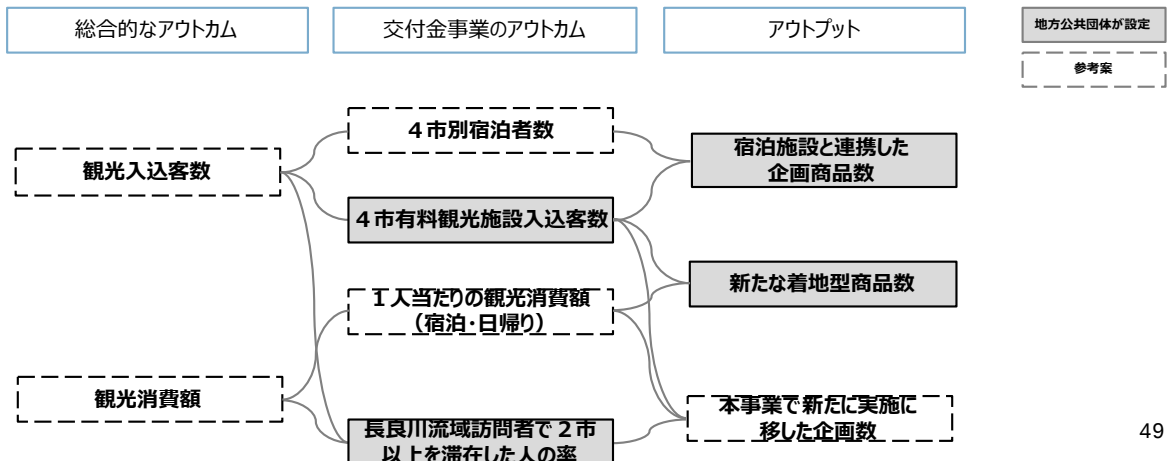 総合的なアウトカム
交付金事業のアウトカム
アウトプット
地方公共団体が設定
参考案
4市別宿泊者数
観光入込客数
宿泊施設と連携した
企画商品数
4市有料観光施設入込客数
1人当たりの観光消費額
(宿泊・日帰り)
新たな着地型商品数
観光消費額
長良川流域訪問者で2市
以上を滞在した人の率
本事業で新たに実施に
移した企画数
49